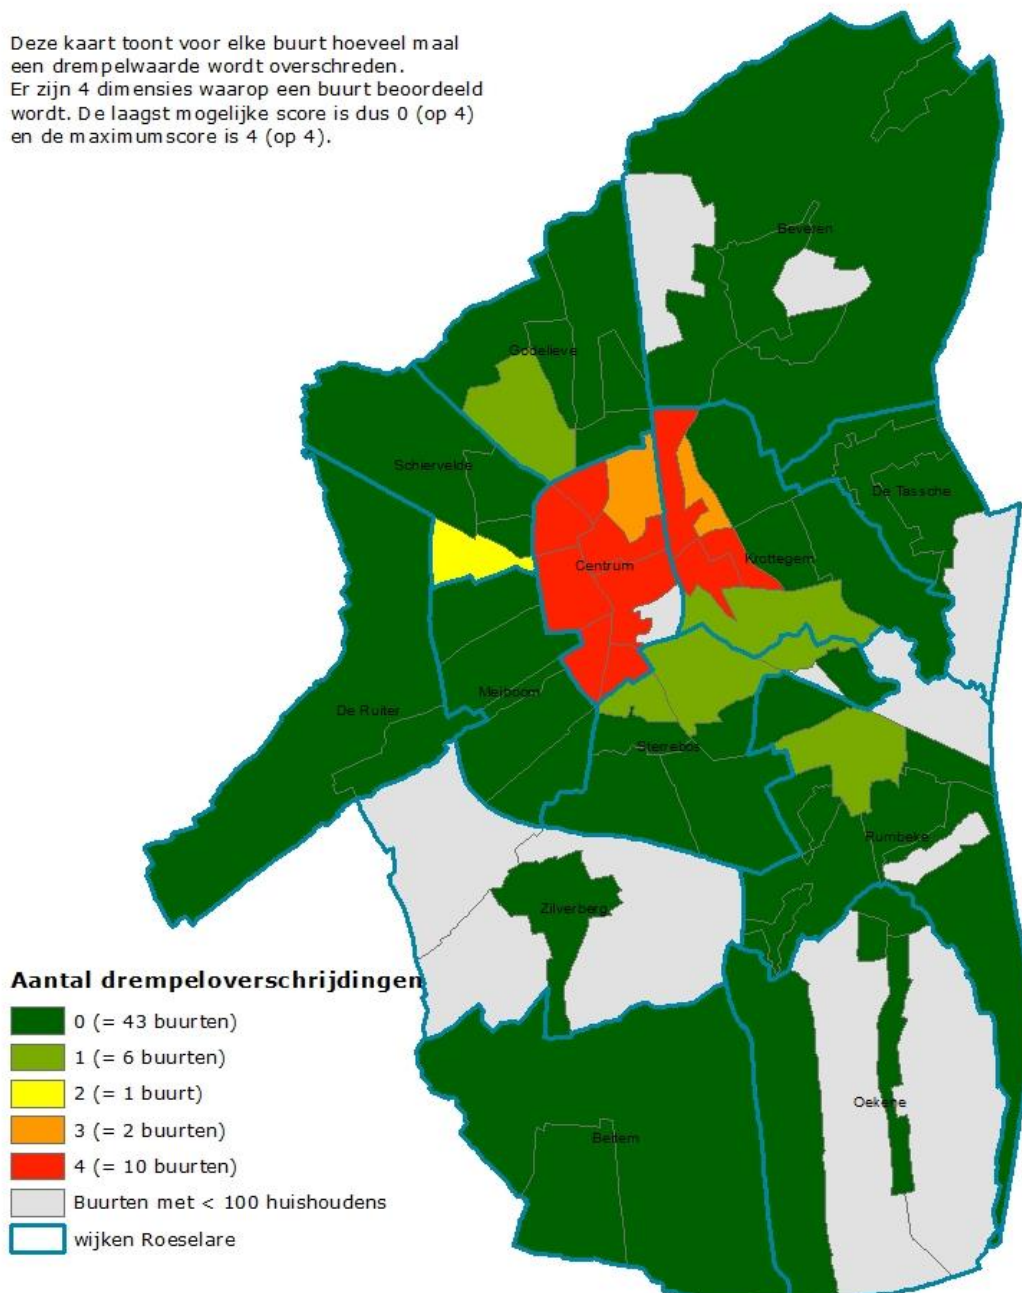 Deze kaart toont voor elke buurt hoeveel maal
een drempelwaarde wordt overschreden.
Er zijn 4 dimensies waarop een buurt beoordeeld
wordt. De laagst mogelijke score is dus 0 (op 4)
en de maximumscore is 4 (op 4).
Beveren
Godelieve
Schiervelde
De Tassche
Krottegem
Centrum
Meiboom
De Ruiter
Sterrebos
Rumbeke
Zilverberg
Aantal drempeloverschrijdingen
0 (= 43 buurten)
1 (= 6 buurten)
2 (= 1 buurt)
3 (= 2 buurten)
4 (= 10 buurten)
Buurten met < 100 huishoudens
wijken Roeselare
Oekene
Beitem